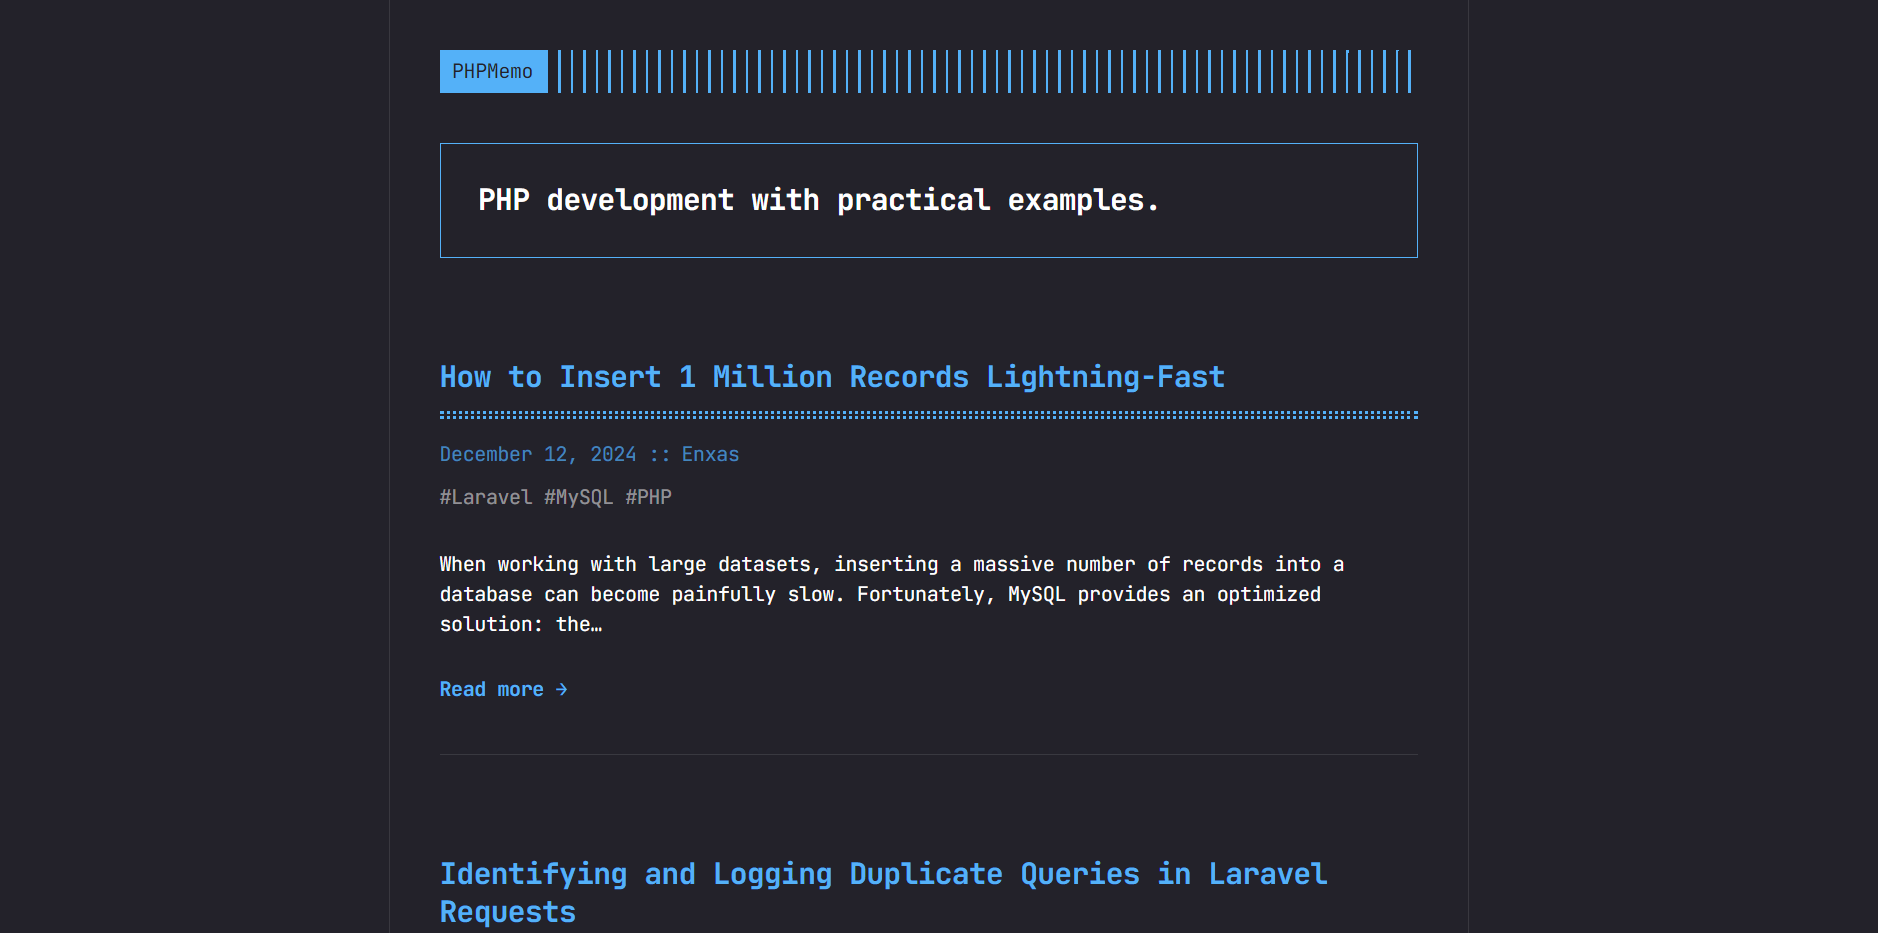 PHPMemo
PHP development with practical examples.
How to Insert 1 Million Records Lightning-Fast
December 12, 2024 :: Enxas
#Laravel #MySQL #PHP
When working with large datasets, inserting a massive number of records into a
database can become painfully slow. Fortunately, MySQL provides an optimized
solution: the…
Read more →
Identifying and Logging Duplicate Queries in Laravel
Requests